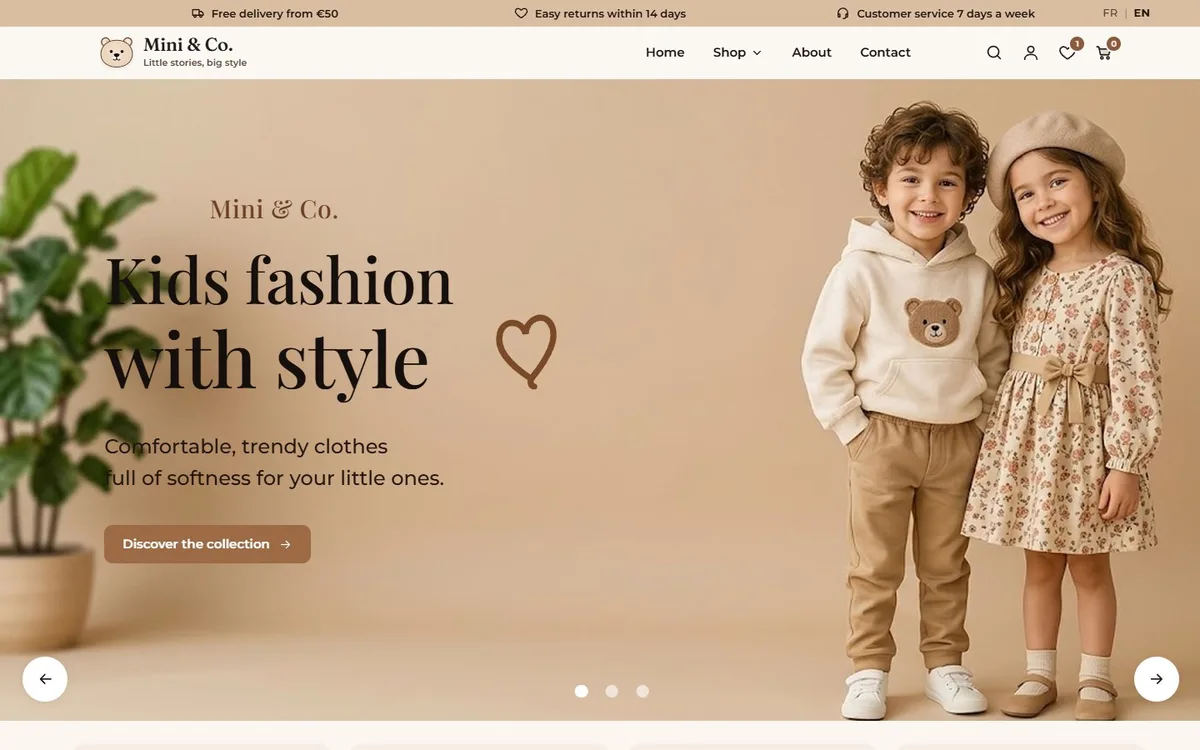 Free delivery from €50
Easy returns within 14 days
Customer service 7 days a week
FR | EN
Mini & Co.
Little stories, big style
Home
Shop
About
Contact
1
0
Mini & Co.
Kids fashion
with style
Comfortable, trendy clothes
full of softness for your little ones.
Discover the collection →